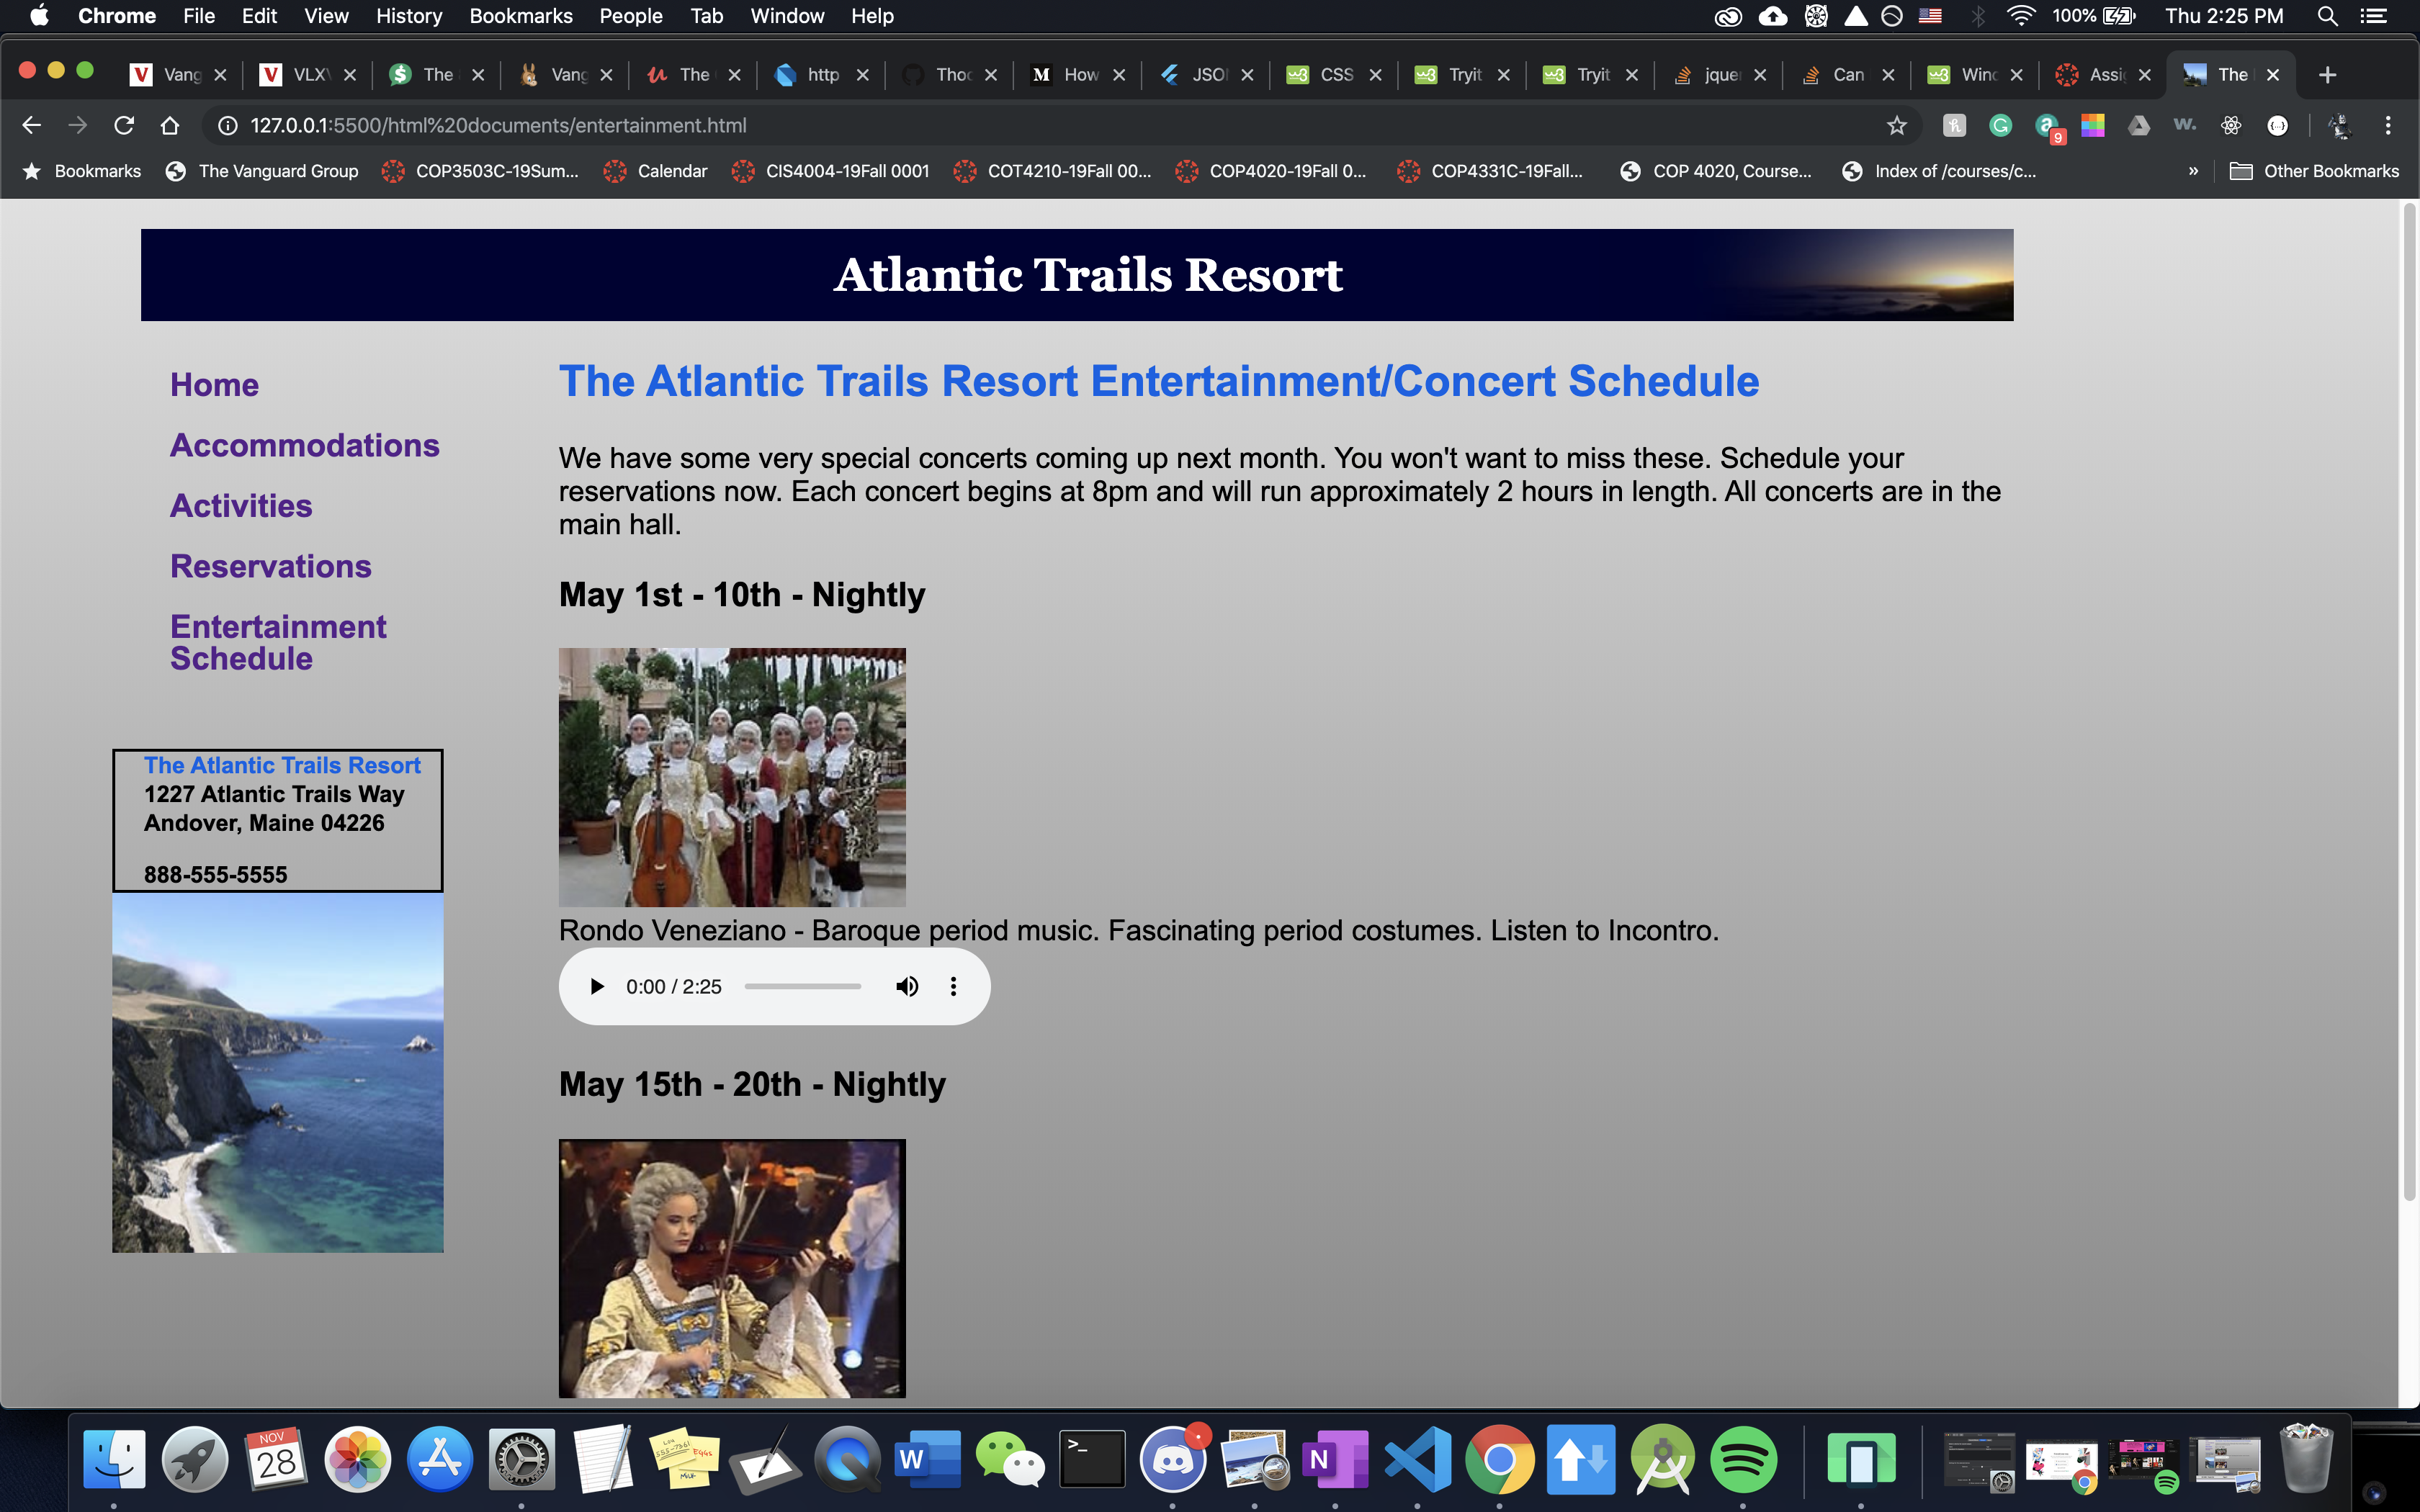 Chrome File Edit View History Bookmarks People Tab Window Help 100% Thu 2:25 PM
Vang VLXV The Vang The http Thoc M How JSO CSS Tryit Tryit jque Can Wind Assi The
127.0.0.1:5500/html%20documents/entertainment.html 9
Bookmarks The Vanguard Group COP3503C-19Sum... Calendar CIS4004-19Fall 0001 COT4210-19Fall 00... COP4020-19Fall 0... COP4331C-19Fall... COP 4020, Course... Index of /courses/c... » Other Bookmarks
Atlantic Trails Resort
Home
Accommodations
Activities
Reservations
Entertainment
Schedule
The Atlantic Trails Resort
1227 Atlantic Trails Way
Andover, Maine 04226
888-555-5555
The Atlantic Trails Resort Entertainment/Concert Schedule
We have some very special concerts coming up next month. You won't want to miss these. Schedule your
reservations now. Each concert begins at 8pm and will run approximately 2 hours in length. All concerts are in the
main hall.
May 1st - 10th - Nightly
Rondo Veneziano - Baroque period music. Fascinating period costumes. Listen to Incontro.
0:00 / 2:25
May 15th - 20th - Nightly
NOV
28